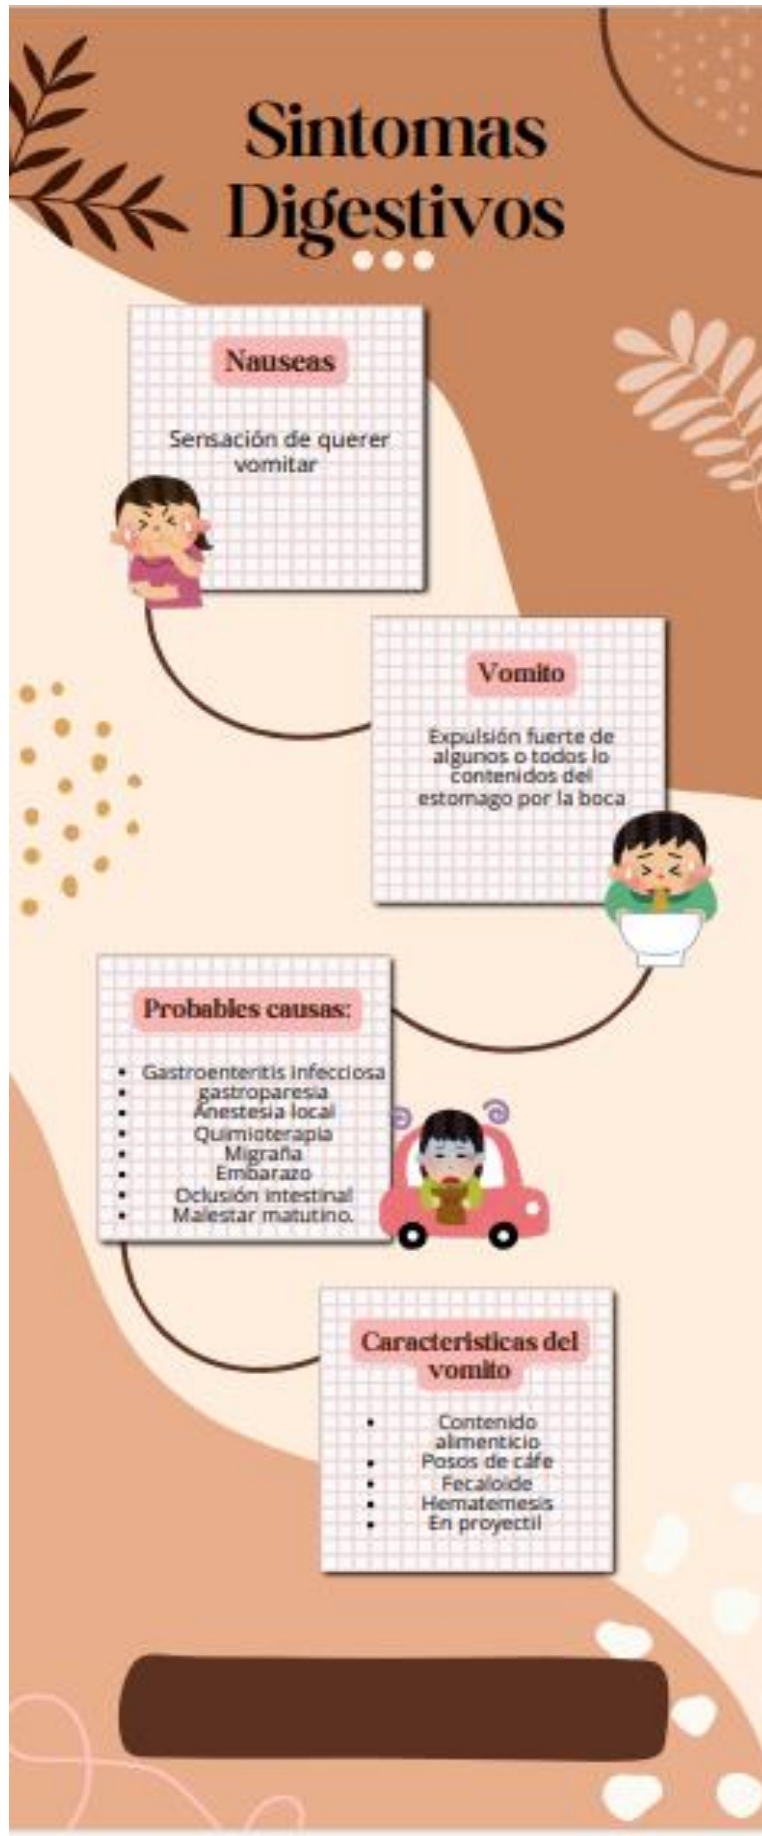 Sintomas
Digestivos
Nauseas
Sensación de querer
vomitar
Vomito
Expulsión fuerte de
algunos o todos lo
contenidos del
estomago por la boca
Probables causas:
• Gastroenteritis infecciosa
• gastroparesia
• Anestesia local
• Quimioterapia
• Migraña
• Embarazo
• Oclusión intestinal
• Malestar matutino.
Caracteristicas del
vomito
• Contenido
alimenticio
• Posos de cáfe
• Fecaloide
• Hematemesis
• En proyectil